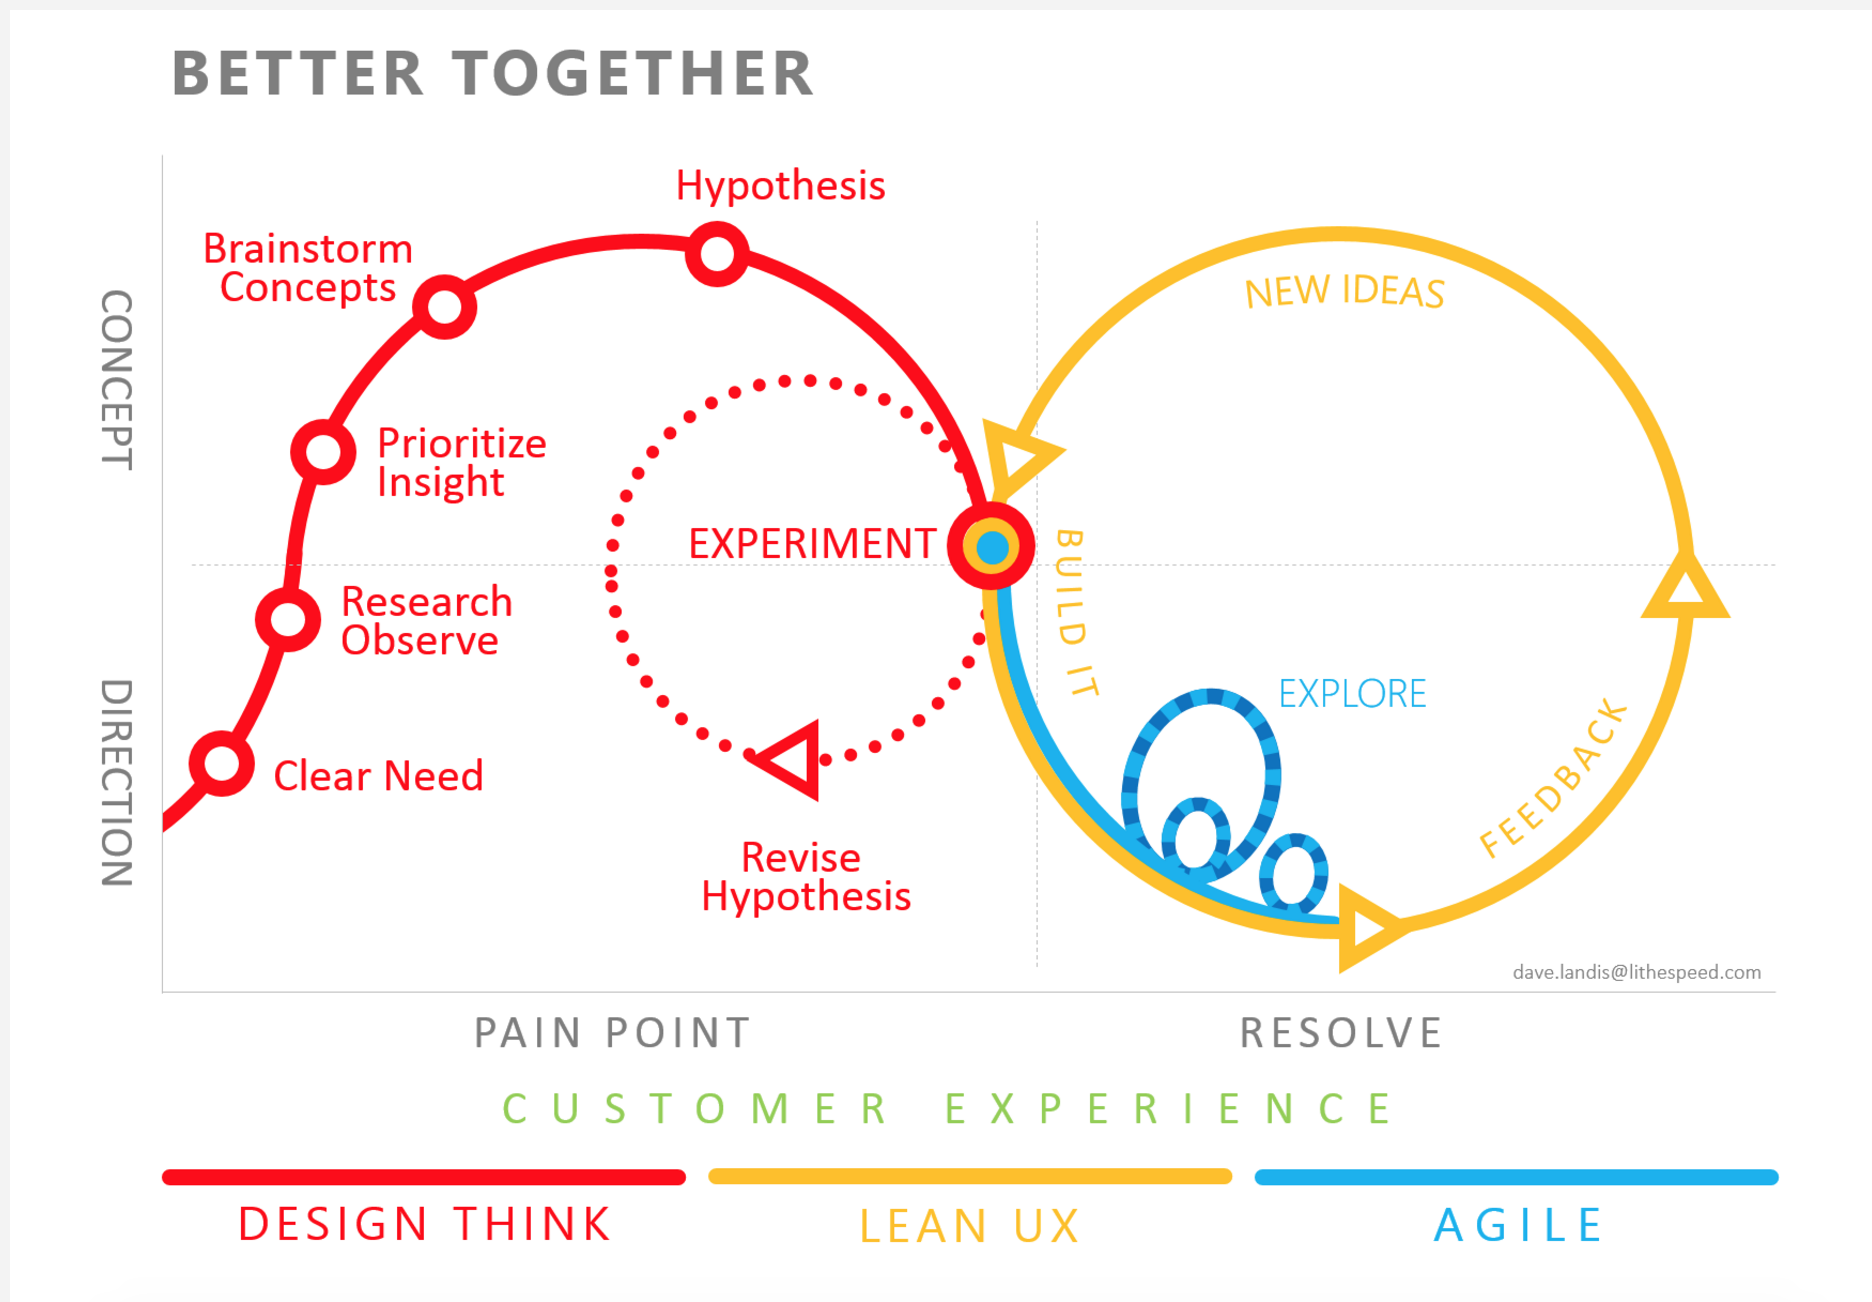 BETTER TOGETHER
Hypothesis
Brainstorm
Concepts
NEW IDEAS
CONCEPT
Prioritize
Insight
EXPERIMENT
BUILD IT
Research
Observe
DIRECTION
EXPLORE
FEEDBACK
Clear Need
Revise
Hypothesis
dave.landis@lithespeed.com
PAIN POINT
RESOLVE
CUSTOMER EXPERIENCE
DESIGN THINK
LEAN UX
AGILE